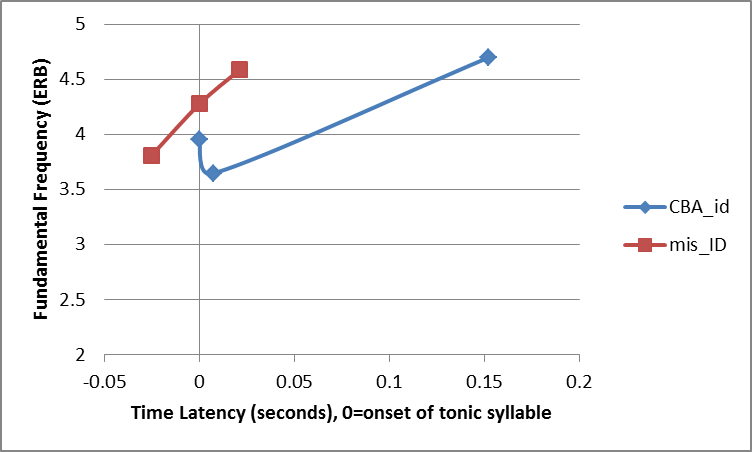 5
4.5
4
3.5
3
2.5
2
-0.05 0 0.05 0.1 0.15 0.2
Fundamental Frequency (ERB)
Time Latency (seconds), 0=onset of tonic syllable
CBA_id
mis_ID